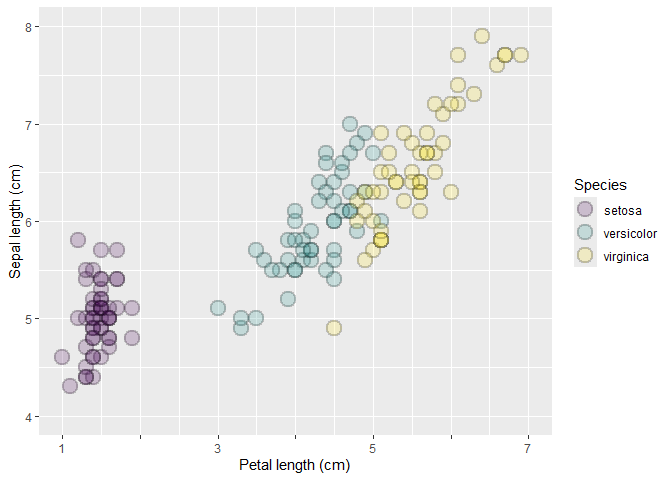 8
7
6
5
4
Sepal length (cm)
1
3
5
7
Petal length (cm)
Species
setosa
versicolor
virginica